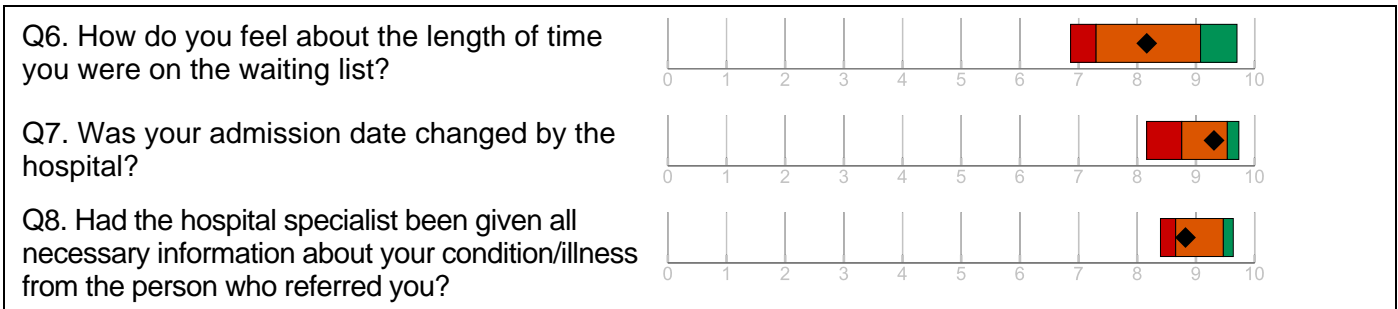 Q6. How do you feel about the length of time
you were on the waiting list?
0 1 2 3 4 5 6 7 8 9 10
Q7. Was your admission date changed by the
hospital?
0 1 2 3 4 5 6 7 8 9 10
Q8. Had the hospital specialist been given all
necessary information about your condition/illness
from the person who referred you?
0 1 2 3 4 5 6 7 8 9 10